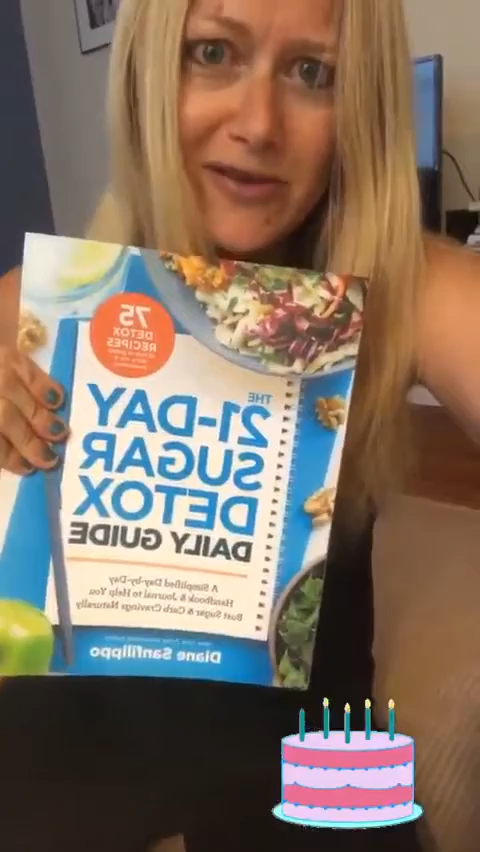 75
DETOX
RECIPES
THE
21-DAY
SUGAR
DETOX
DAILY GUIDE
A Simplified Day-by-Day
Handbook & Journal to Help You
Bust Sugar & Carb Cravings Naturally
Diane Sanfilippo